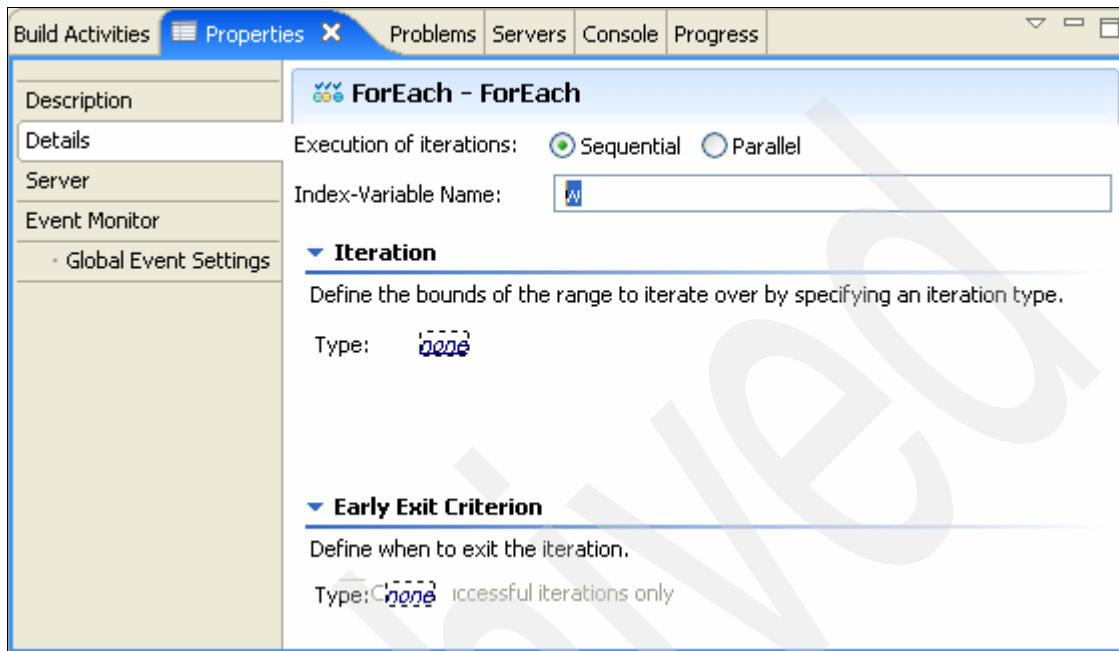 Build Activities Properties Problems Servers Console Progress
Description
Details
Server
Event Monitor
Global Event Settings
ForEach - ForEach
Execution of iterations: Sequential Parallel
Index-Variable Name: w
Iteration
Define the bounds of the range to iterate over by specifying an iteration type.
Type: none
Early Exit Criterion
Define when to exit the iteration.
Type: none successful iterations only